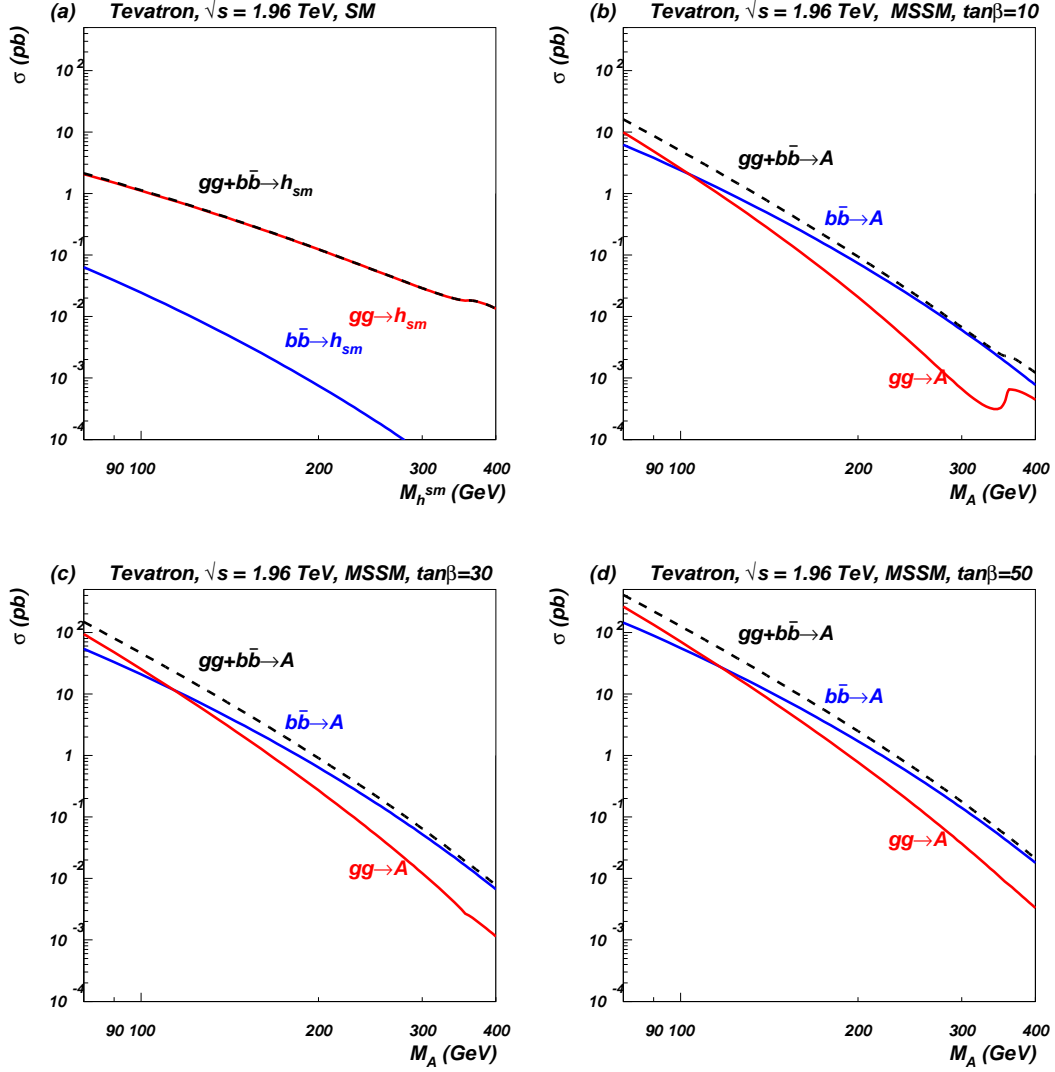 (a) Tevatron, √s = 1.96 TeV, SM
σ (pb)
10²
10
1
10⁻¹
10⁻²
10⁻³
10⁻⁴
gg+bb̄→h_sm
gg→h_sm
bb̄→h_sm
90 100 200 300 400
M_h^sm (GeV)
(b) Tevatron, √s = 1.96 TeV, MSSM, tanβ=10
σ (pb)
10²
10
1
10⁻¹
10⁻²
10⁻³
10⁻⁴
gg+bb̄→A
bb̄→A
gg→A
90 100 200 300 400
M_A (GeV)
(c) Tevatron, √s = 1.96 TeV, MSSM, tanβ=30
σ (pb)
10²
10
1
10⁻¹
10⁻²
10⁻³
10⁻⁴
gg+bb̄→A
bb̄→A
gg→A
90 100 200 300 400
M_A (GeV)
(d) Tevatron, √s = 1.96 TeV, MSSM, tanβ=50
σ (pb)
10²
10
1
10⁻¹
10⁻²
10⁻³
10⁻⁴
gg+bb̄→A
bb̄→A
gg→A
90 100 200 300 400
M_A (GeV)